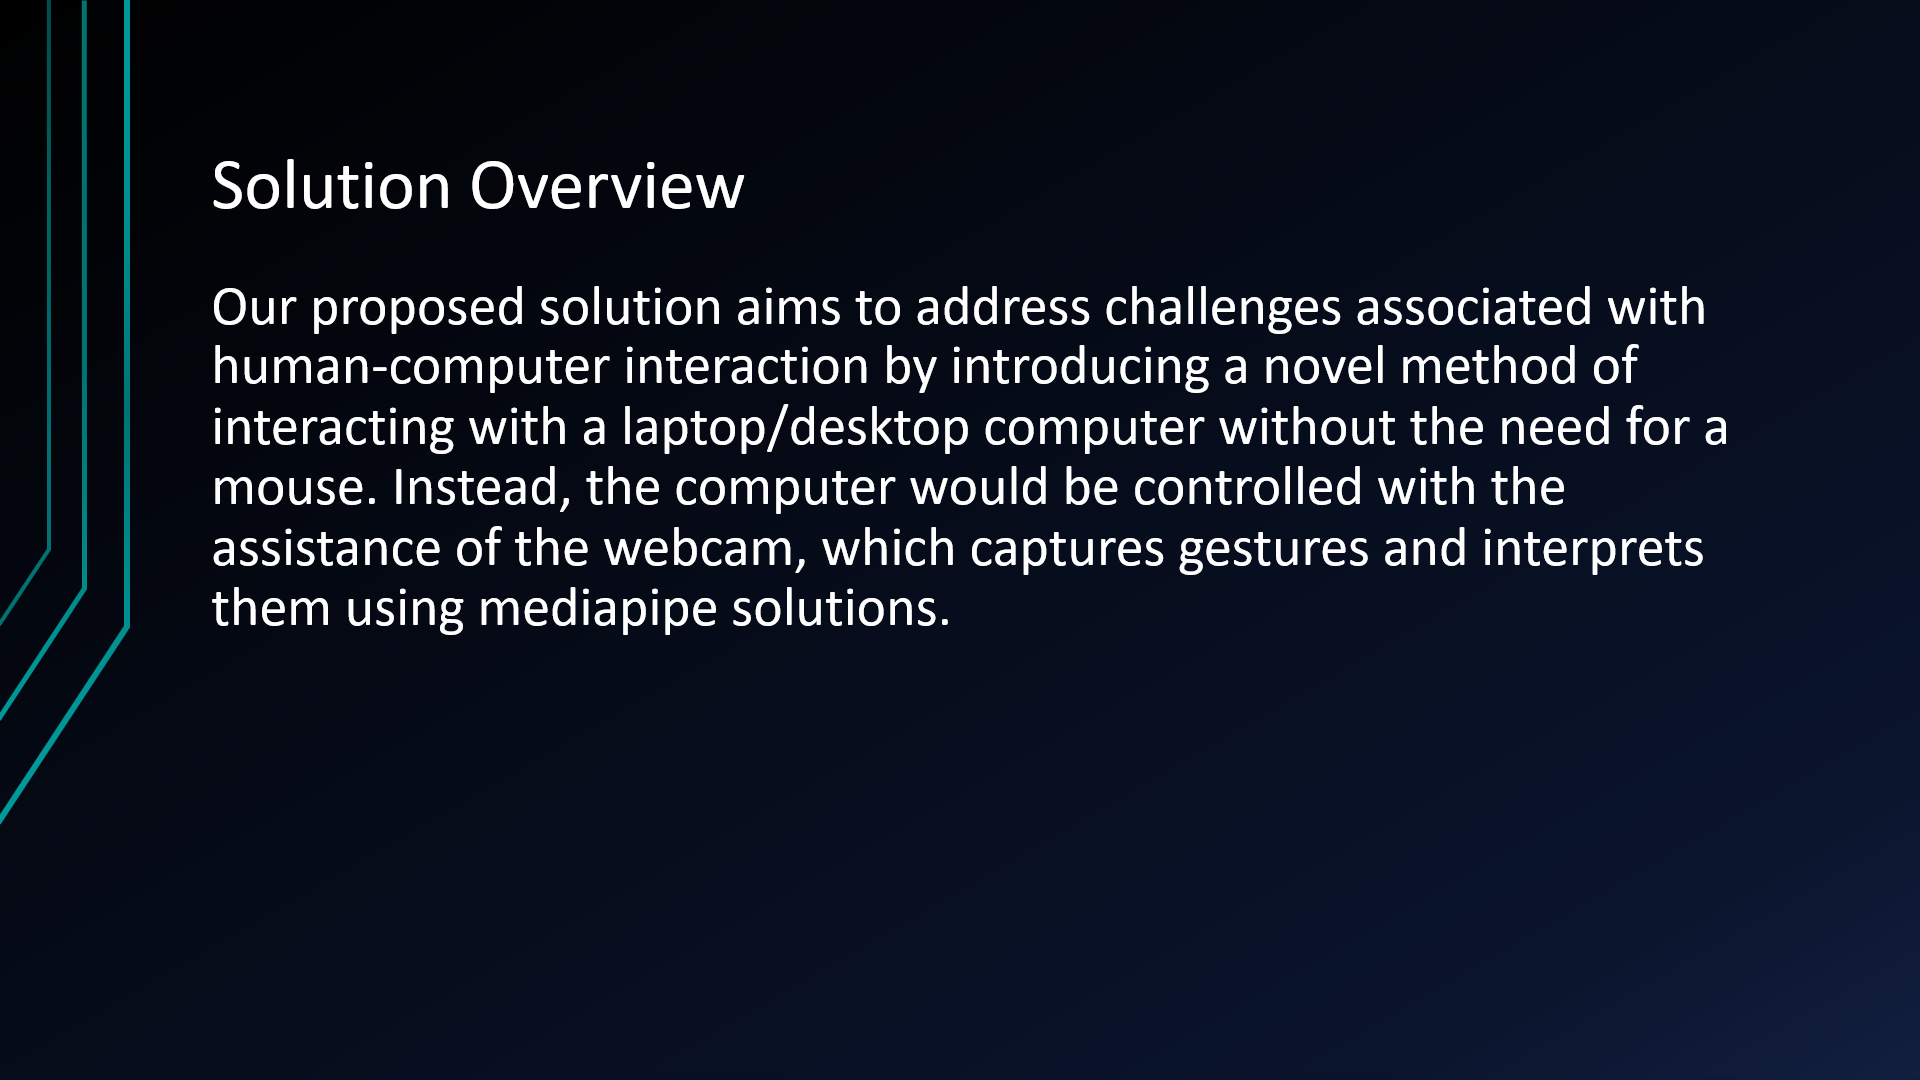 Solution Overview
Our proposed solution aims to address challenges associated with
human-computer interaction by introducing a novel method of
interacting with a laptop/desktop computer without the need for a
mouse. Instead, the computer would be controlled with the
assistance of the webcam, which captures gestures and interprets
them using mediapipe solutions.